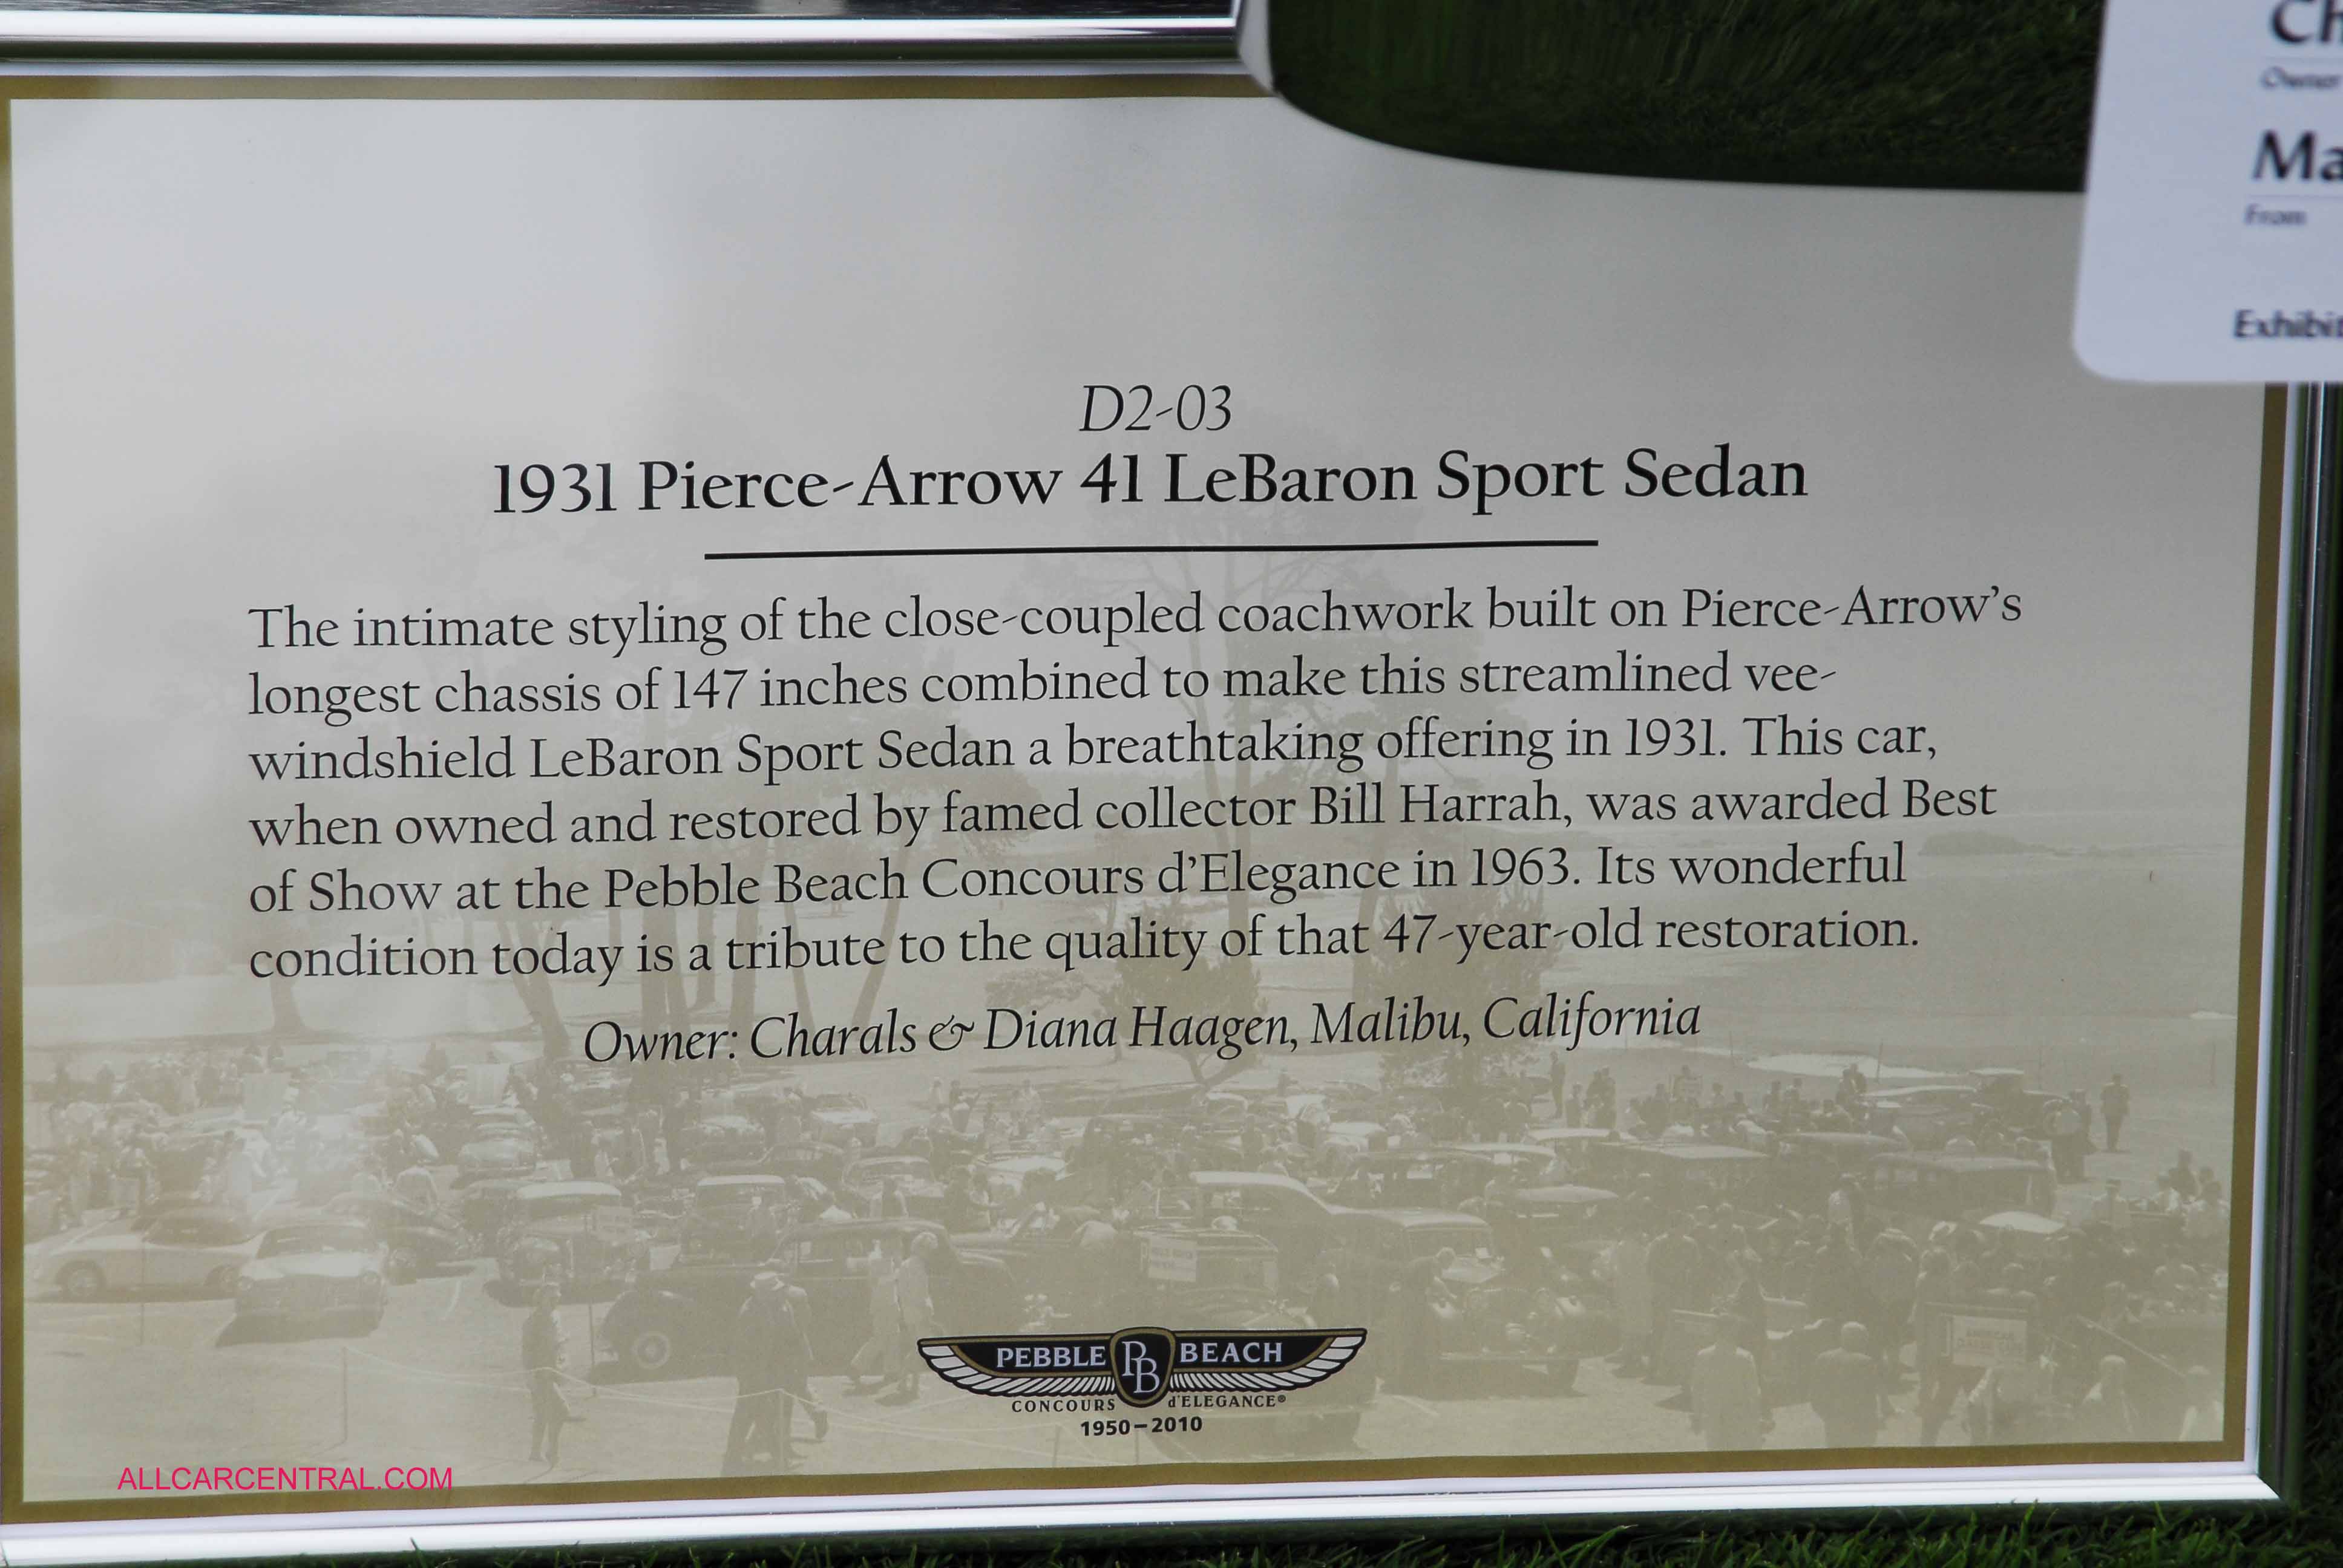 Ch
Owner
Ma
From
Exhibit
D2-03
1931 Pierce-Arrow 41 LeBaron Sport Sedan
The intimate styling of the close-coupled coachwork built on Pierce-Arrow's
longest chassis of 147 inches combined to make this streamlined vee-
windshield LeBaron Sport Sedan a breathtaking offering in 1931. This car,
when owned and restored by famed collector Bill Harrah, was awarded Best
of Show at the Pebble Beach Concours d'Elegance in 1963. Its wonderful
condition today is a tribute to the quality of that 47-year-old restoration.
Owner: Charals & Diana Haagen, Malibu, California
PEBBLE PB BEACH
CONCOURS d'ELEGANCE®
1950–2010
ALLCARCENTRAL.COM